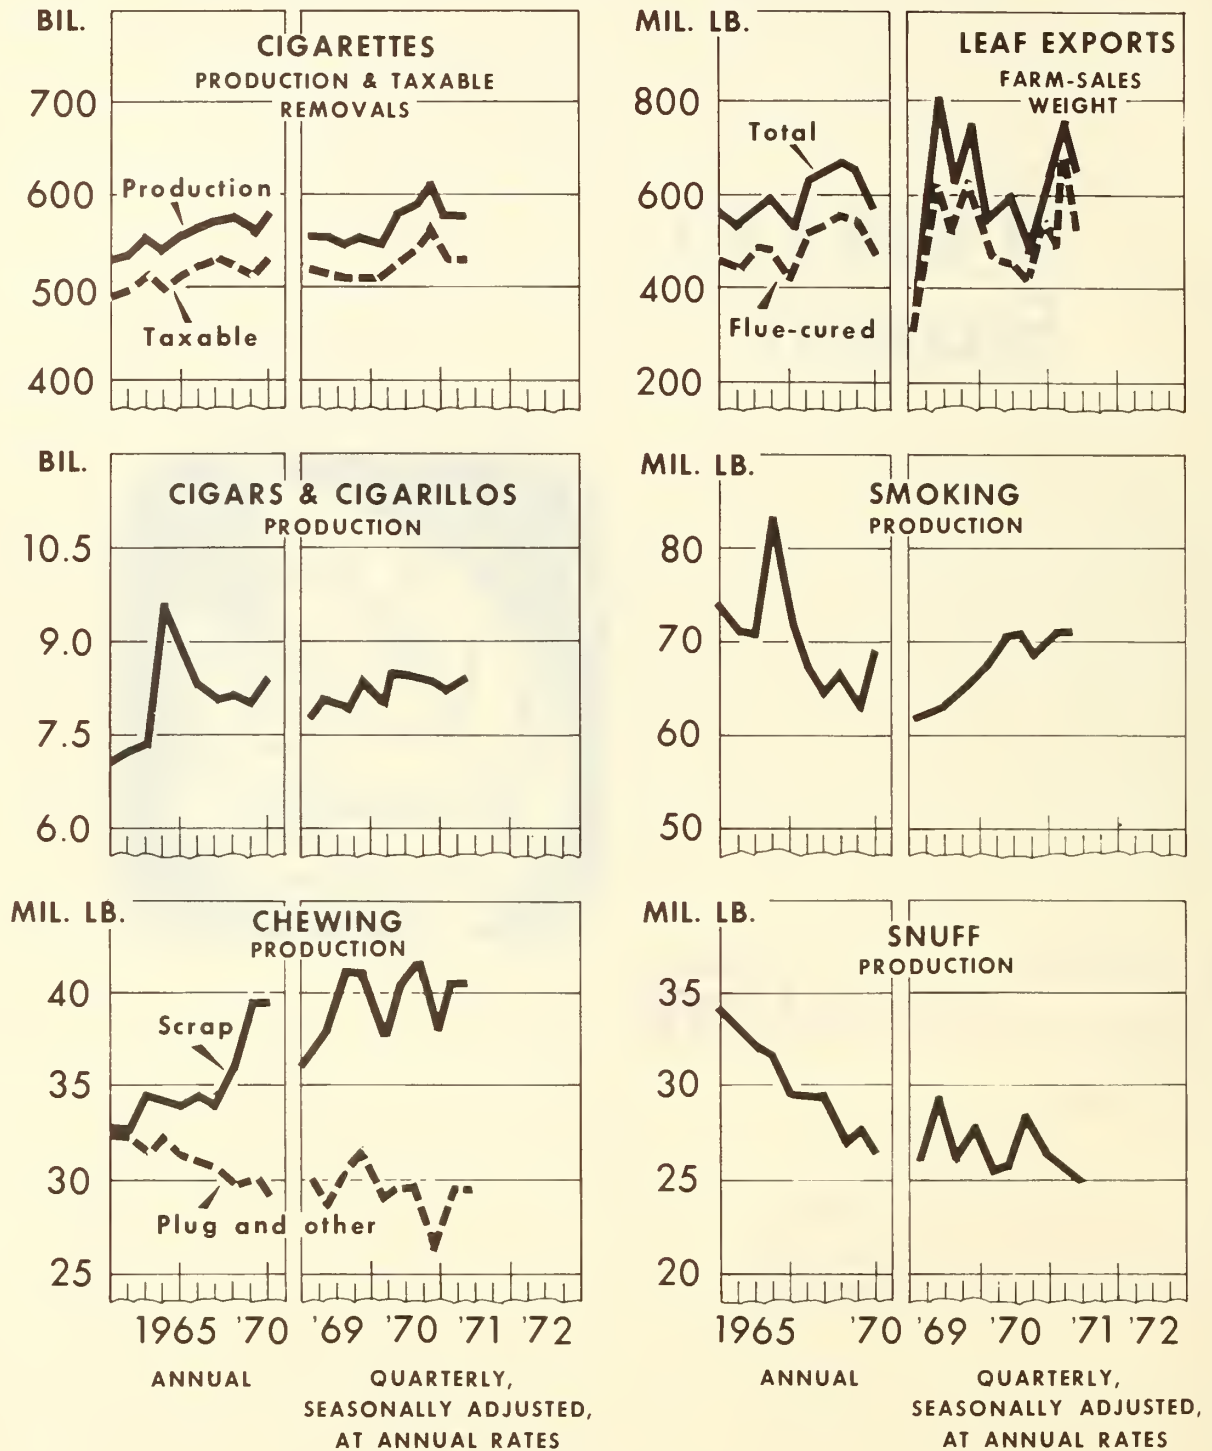 BIL.
CIGARETTES
PRODUCTION & TAXABLE
REMOVALS
700
600
500
400
Production
Taxable
MIL. LB.
LEAF EXPORTS
FARM-SALES
WEIGHT
800
600
400
200
Total
Flue-cured
BIL.
CIGARS & CIGARILLOS
PRODUCTION
10.5
9.0
7.5
6.0
MIL. LB.
SMOKING
PRODUCTION
80
70
60
50
MIL. LB.
CHEWING
PRODUCTION
40
35
30
25
Scrap
Plug and other
1965 '70
ANNUAL
'69 '70 '71 '72
QUARTERLY,
SEASONALLY ADJUSTED,
AT ANNUAL RATES
MIL. LB.
SNUFF
PRODUCTION
35
30
25
20
1965 '70
ANNUAL
'69 '70 '71 '72
QUARTERLY,
SEASONALLY ADJUSTED,
AT ANNUAL RATES